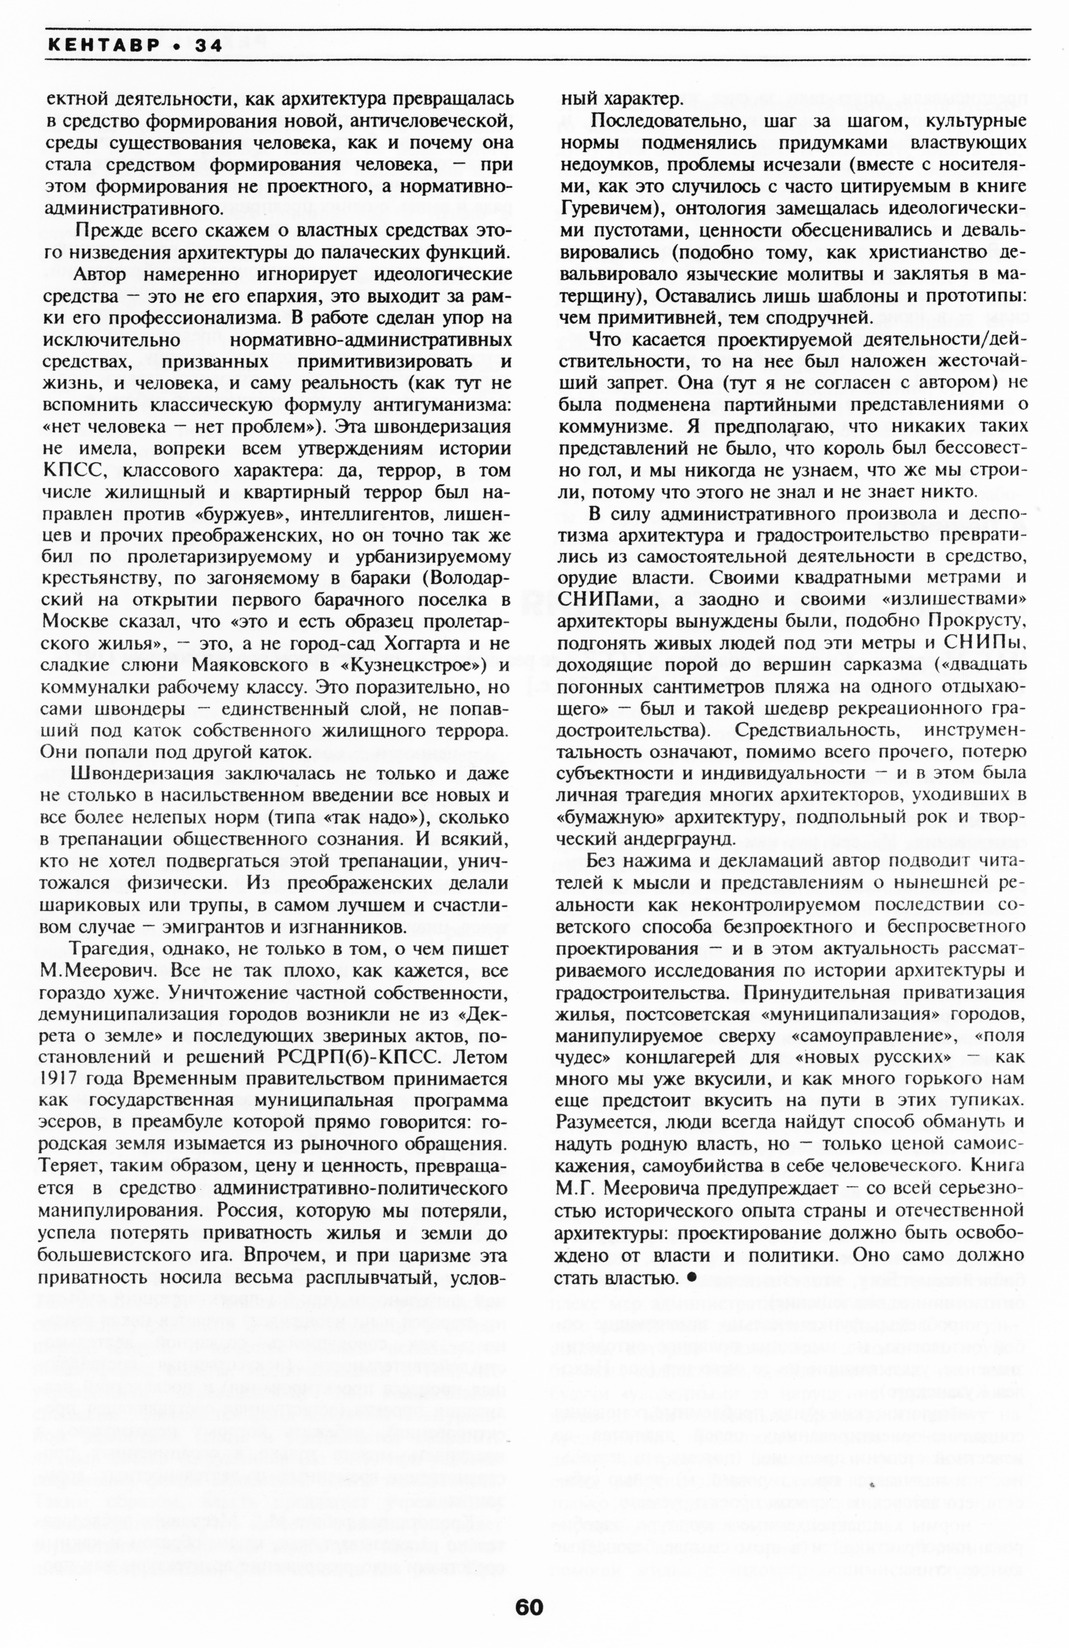 КЕНТАВР • 34
ектной деятельности, как архитектура превращалась
в средство формирования новой, античеловеческой,
среды существования человека, как и почему она
стала средством формирования человека, — при
этом формирования не проектного, а нормативно-
административного.
Прежде всего скажем о властных средствах это-
го низведения архитектуры до палаческих функций.
Автор намеренно игнорирует идеологические
средства — это не его епархия, это выходит за рам-
ки его профессионализма. В работе сделан упор на
исключительно нормативно-административных
средствах, призванных примитивизировать и
жизнь, и человека, и саму реальность (как тут не
вспомнить классическую формулу антигуманизма:
«нет человека — нет проблем»). Эта швондеризация
не имела, вопреки всем утверждениям истории
КПСС, классового характера: да, террор, в том
числе жилищный и квартирный террор был на-
правлен против «буржуев», интеллигентов, лишен-
цев и прочих преображенских, но он точно так же
бил по пролетаризируемому и урбанизируемому
крестьянству, по загоняемому в бараки (Володар-
ский на открытии первого барачного поселка в
Москве сказал, что «это и есть образец пролетар-
ского жилья», — это, а не город-сад Хоггарта и не
сладкие слюни Маяковского в «Кузнецкстрое») и
коммуналки рабочему классу. Это поразительно, но
сами швондеры — единственный слой, не попав-
ший под каток собственного жилищного террора.
Они попали под другой каток.
Швондеризация заключалась не только и даже
не столько в насильственном введении все новых и
все более нелепых норм (типа «так надо»), сколько
в трепанации общественного сознания. И всякий,
кто не хотел подвергаться этой трепанации, унич-
тожался физически. Из преображенских делали
шариковых или трупы, в самом лучшем и счастли-
вом случае — эмигрантов и изгнанников.
Трагедия, однако, не только в том, о чем пишет
М.Меерович. Все не так плохо, как кажется, все
гораздо хуже. Уничтожение частной собственности,
демуниципализация городов возникли не из «Дек-
рета о земле» и последующих звериных актов, по-
становлений и решений РСДРП(б)-КПСС. Летом
1917 года Временным правительством принимается
как государственная муниципальная программа
эсеров, в преамбуле которой прямо говорится: го-
родская земля изымается из рыночного обращения.
Теряет, таким образом, цену и ценность, превраща-
ется в средство административно-политического
манипулирования. Россия, которую мы потеряли,
успела потерять приватность жилья и земли до
большевистского ига. Впрочем, и при царизме эта
приватность носила весьма расплывчатый, услов-
ный характер.
Последовательно, шаг за шагом, культурные
нормы подменялись придумками властвующих
недоумков, проблемы исчезали (вместе с носителя-
ми, как это случилось с часто цитируемым в книге
Гуревичем), онтология замещалась идеологически-
ми пустотами, ценности обесценивались и деваль-
вировались (подобно тому, как христианство де-
вальвировало языческие молитвы и заклятья в ма-
терщину), Оставались лишь шаблоны и прототипы:
чем примитивней, тем сподручней.
Что касается проектируемой деятельности/дей-
ствительности, то на нее был наложен жесточай-
ший запрет. Она (тут я не согласен с автором) не
была подменена партийными представлениями о
коммунизме. Я предполагаю, что никаких таких
представлений не было, что король был бессовест-
но гол, и мы никогда не узнаем, что же мы строи-
ли, потому что этого не знал и не знает никто.
В силу административного произвола и деспо-
тизма архитектура и градостроительство преврати-
лись из самостоятельной деятельности в средство,
орудие власти. Своими квадратными метрами и
СНИПами, а заодно и своими «излишествами»
архитекторы вынуждены были, подобно Прокрусту,
подгонять живых людей под эти метры и СНИПы,
доходящие порой до вершин сарказма («двадцать
погонных сантиметров пляжа на одного отдыхаю-
щего» — был и такой шедевр рекреационного гра-
достроительства). Средствиальность, инструмен-
тальность означают, помимо всего прочего, потерю
субъектности и индивидуальности — и в этом была
личная трагедия многих архитекторов, уходивших в
«бумажную» архитектуру, подпольный рок и твор-
ческий андерграунд.
Без нажима и декламаций автор подводит чита-
телей к мысли и представлениям о нынешней ре-
альности как неконтролируемом последствии со-
ветского способа безпроектного и беспросветного
проектирования — и в этом актуальность рассмат-
риваемого исследования по истории архитектуры и
градостроительства. Принудительная приватизация
жилья, постсоветская «муниципализация» городов,
манипулируемое сверху «самоуправление», «поля
чудес» концлагерей для «новых русских» — как
много мы уже вкусили, и как много горького нам
еще предстоит вкусить на пути в этих тупиках.
Разумеется, люди всегда найдут способ обмануть и
надуть родную власть, но — только ценой самоис-
кажения, самоубийства в себе человеческого. Книга
М.Г. Мееровича предупреждает — со всей серьезно-
стью исторического опыта страны и отечественной
архитектуры: проектирование должно быть освобо-
ждено от власти и политики. Оно само должно
стать властью. ●
60